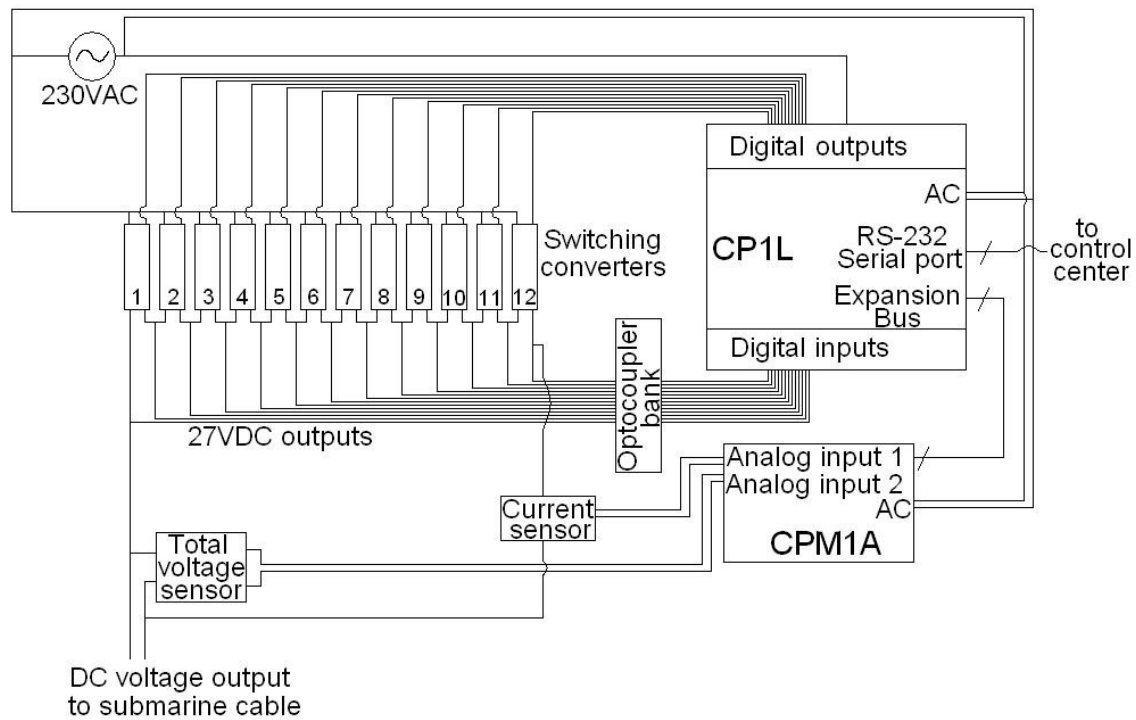 230VAC
Digital outputs
AC
CP1L
RS-232
Serial port
to
control
center
Expansion
Bus
Digital inputs
Switching
converters
1 2 3 4 5 6 7 8 9 10 11 12
Optocoupler
bank
27VDC outputs
Analog input 1
Analog input 2
AC
CPM1A
Current
sensor
Total
voltage
sensor
DC voltage output
to submarine cable